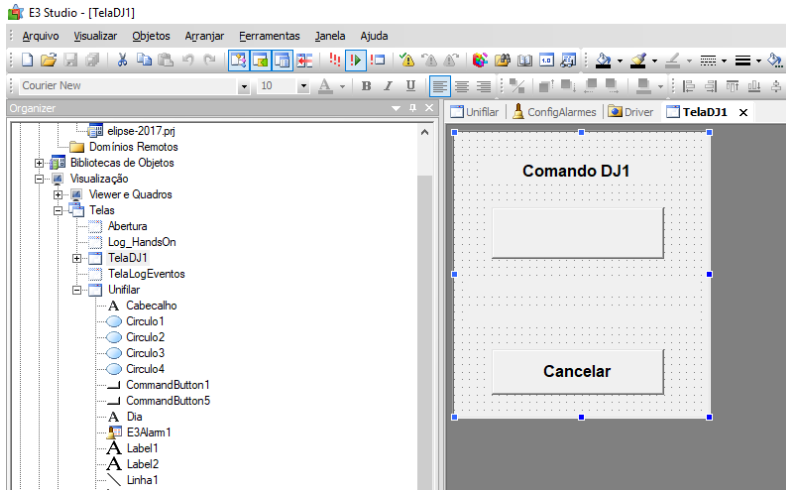 E3 Studio - [TelaDJ1]
Arquivo Visualizar Objetos Arranjar Ferramentas Janela Ajuda
Courier New 10 A B I U
Organizer
Unifilar ConfigAlarmes Driver TelaDJ1 x
elipse-2017.prj
Domínios Remotos
Bibliotecas de Objetos
Visualização
Viewer e Quadros
Telas
Abertura
Log_HandsOn
TelaDJ1
TelaLogEventos
Unifilar
A Cabecalho
Circulo1
Circulo2
Circulo3
Circulo4
CommandButton1
CommandButton5
A Dia
E3Alarm1
A Label1
A Label2
Linha1
Comando DJ1
Cancelar